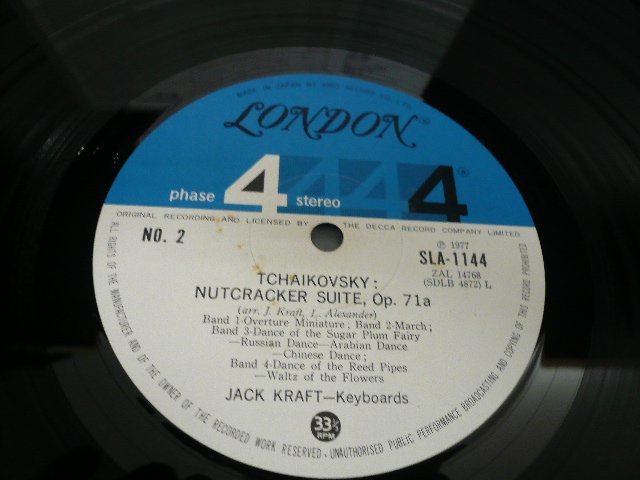 MADE IN JAPAN BY KING RECORD CO., LTD.
LONDON®
phase 4 stereo 4 4 4®
ORIGINAL RECORDING AND LICENSED BY THE DECCA RECORD COMPANY LIMITED
NO. 2
℗ 1977
SLA-1144
ZAL 14768
(SDLB 4872) L
TCHAIKOVSKY:
NUTCRACKER SUITE, Op. 71a
(arr. J. Kraft, L. Alexander)
Band 1-Overture Miniature; Band 2-March;
Band 3-Dance of the Sugar Plum Fairy
—Russian Dance—Arabian Dance
—Chinese Dance;
Band 4-Dance of the Reed Pipes
—Waltz of the Flowers
JACK KRAFT—Keyboards
33⅓
RPM
ALL RIGHTS OF THE MANUFACTURER AND OF THE OWNER OF THE RECORDED WORK RESERVED. UNAUTHORISED PUBLIC PERFORMANCE BROADCASTING AND COPYING OF THIS RECORD PROHIBITED